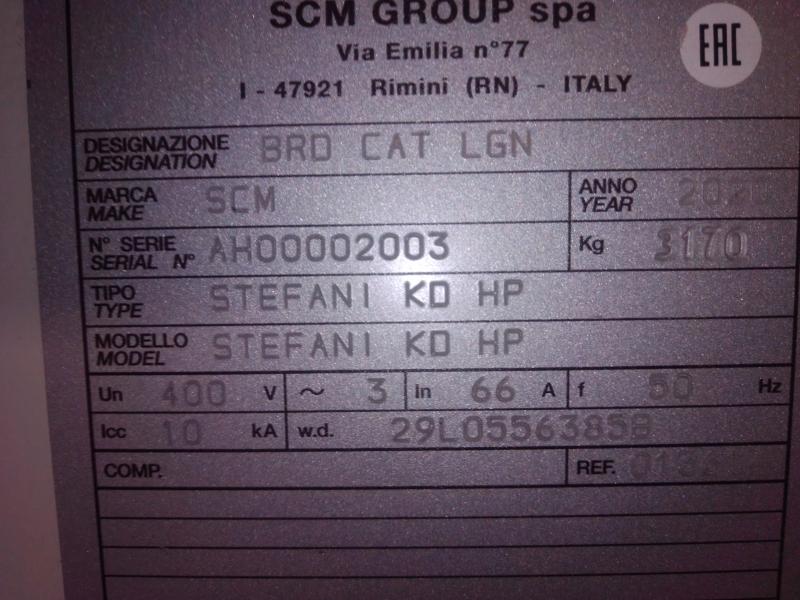 SCM GROUP spa
EAC
Via Emilia n°77
I - 47921 Rimini (RN) - ITALY
DESIGNAZIONE BRD CAT LGN
DESIGNATION
MARCA SCM ANNO
MAKE YEAR
N° SERIE AH00002003 Kg 3170
SERIAL N°
TIPO STEFANI KD HP
TYPE
MODELLO STEFANI KD HP
MODEL
Un 400 V ~ 3 In 66 A f 50 Hz
Icc 10 kA w.d. 29L0556385B
COMP. REF.